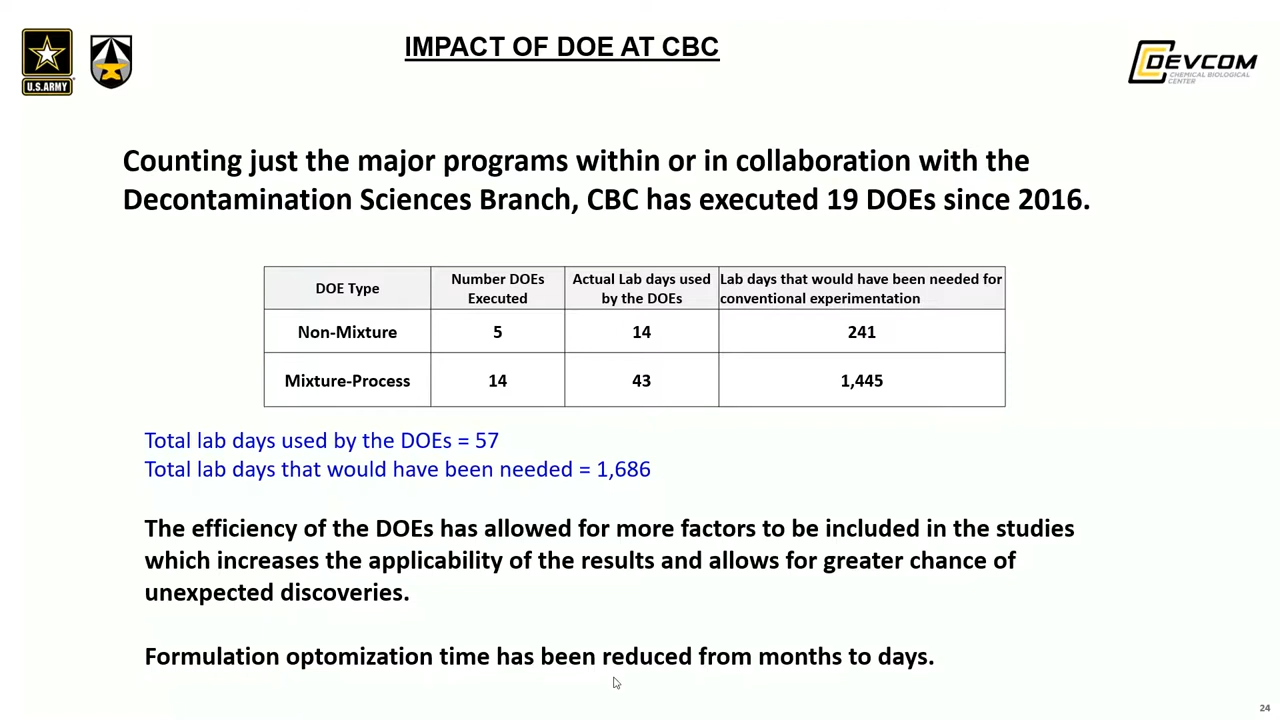 IMPACT OF DOE AT CBC
U.S.ARMY
DEVCOM
CHEMICAL BIOLOGICAL
CENTER
Counting just the major programs within or in collaboration with the
Decontamination Sciences Branch, CBC has executed 19 DOEs since 2016.
DOE Type
Number DOEs
Executed
Actual Lab days used
by the DOEs
Lab days that would have been needed for
conventional experimentation
Non-Mixture
5
14
241
Mixture-Process
14
43
1,445
Total lab days used by the DOEs = 57
Total lab days that would have been needed = 1,686
The efficiency of the DOEs has allowed for more factors to be included in the studies
which increases the applicability of the results and allows for greater chance of
unexpected discoveries.
Formulation optomization time has been reduced from months to days.
24